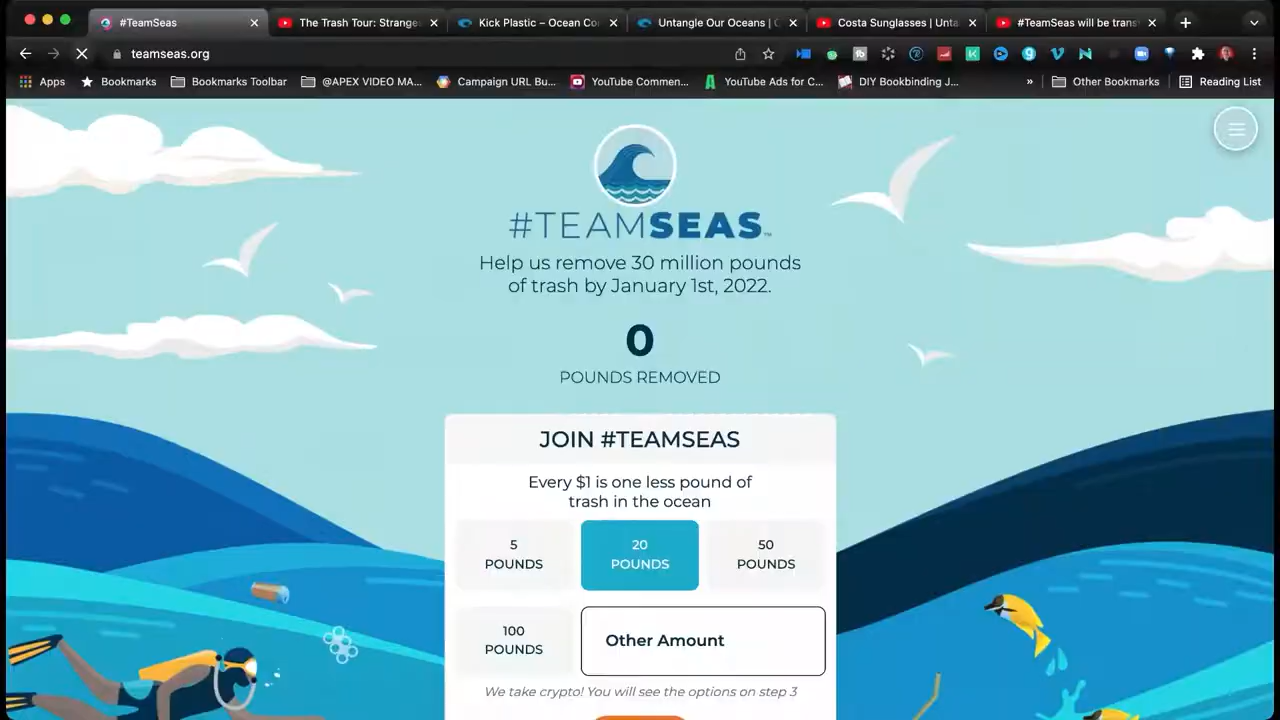 #TeamSeas
The Trash Tour: Strange
Kick Plastic – Ocean Co
Untangle Our Oceans | C
Costa Sunglasses | Unta
#TeamSeas will be trans
teamseas.org
Apps
Bookmarks
Bookmarks Toolbar
@APEX VIDEO MA...
Campaign URL Bu...
YouTube Commen...
YouTube Ads for C...
DIY Bookbinding J...
»
Other Bookmarks
Reading List
#TEAMSEAS™
Help us remove 30 million pounds
of trash by January 1st, 2022.
0
POUNDS REMOVED
JOIN #TEAMSEAS
Every $1 is one less pound of
trash in the ocean
5
POUNDS
20
POUNDS
50
POUNDS
100
POUNDS
Other Amount
We take crypto! You will see the options on step 3